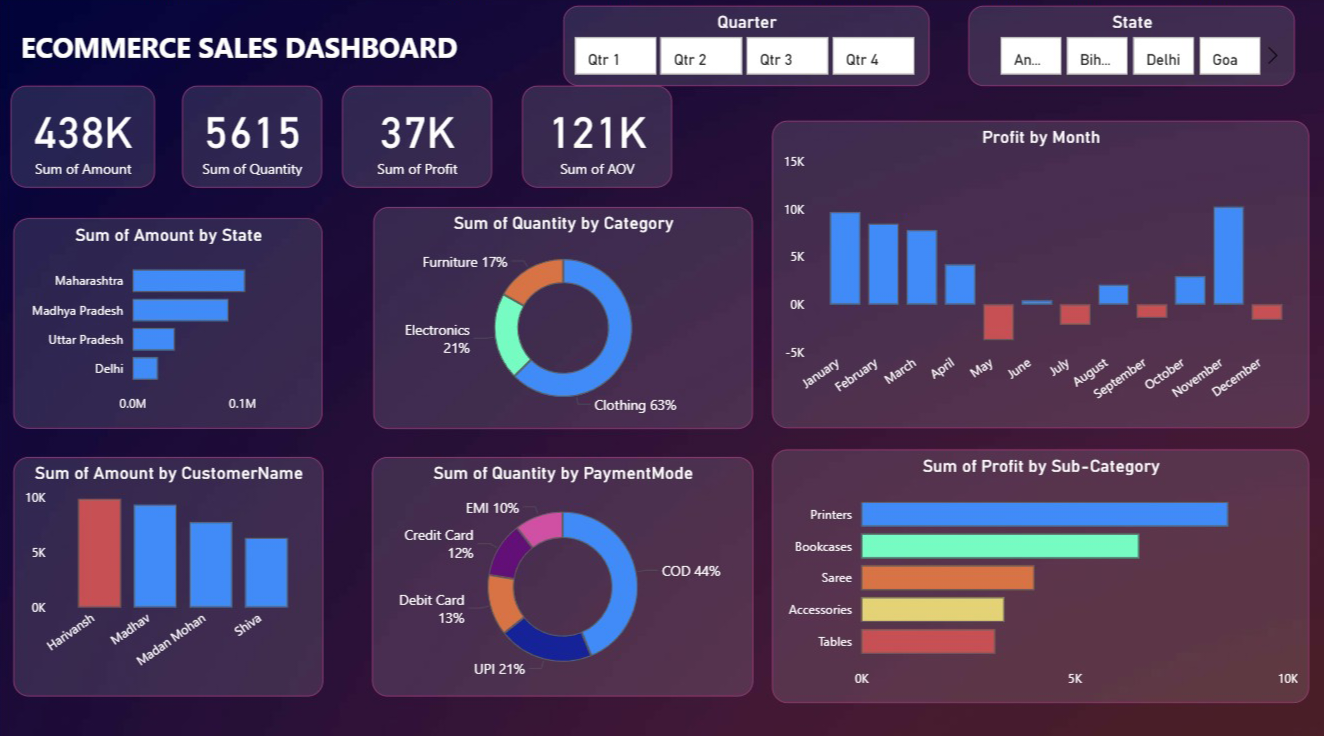 ECOMMERCE SALES DASHBOARD
Quarter
Qtr 1
Qtr 2
Qtr 3
Qtr 4
State
An...
Bih...
Delhi
Goa
438K
Sum of Amount
5615
Sum of Quantity
37K
Sum of Profit
121K
Sum of AOV
Profit by Month
15K
10K
5K
0K
-5K
January
February
March
April
May
June
July
August
September
October
November
December
Sum of Amount by State
Maharashtra
Madhya Pradesh
Uttar Pradesh
Delhi
0.0M
0.1M
Sum of Quantity by Category
Furniture 17%
Electronics
21%
Clothing 63%
Sum of Amount by CustomerName
10K
5K
0K
Harivansh
Madhav
Madan Mohan
Shiva
Sum of Quantity by PaymentMode
EMI 10%
Credit Card
12%
COD 44%
Debit Card
13%
UPI 21%
Sum of Profit by Sub-Category
Printers
Bookcases
Saree
Accessories
Tables
0K
5K
10K